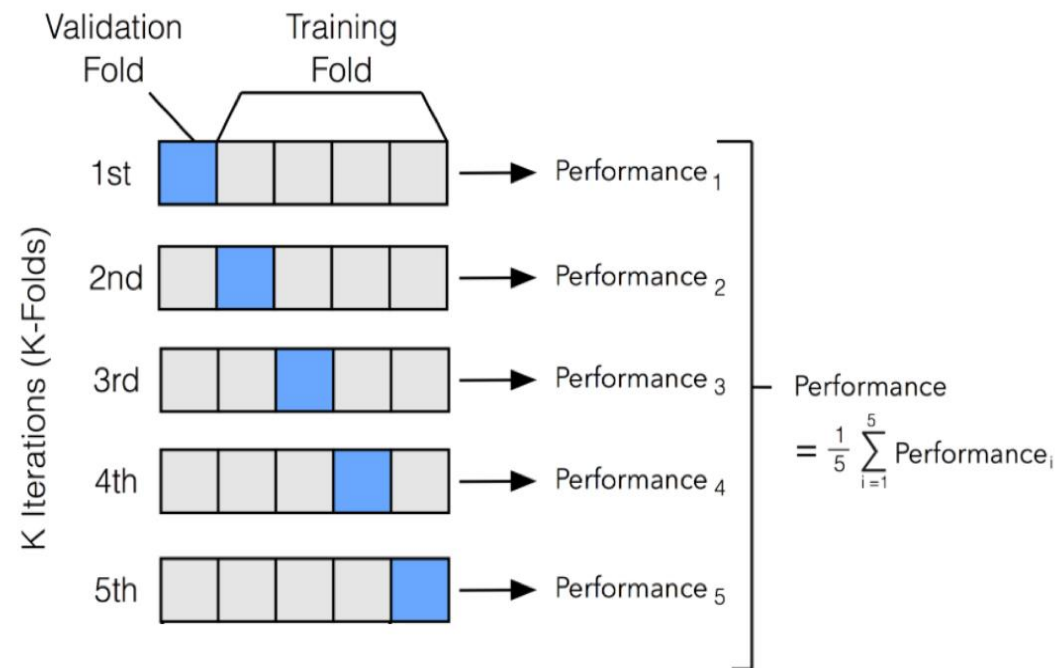 Validation
Fold
Training
Fold
K Iterations (K-Folds)
1st
Performance 1
2nd
Performance 2
3rd
Performance 3
4th
Performance 4
5th
Performance 5
Performance
= 1/5 5 ∑ i=1 Performance i